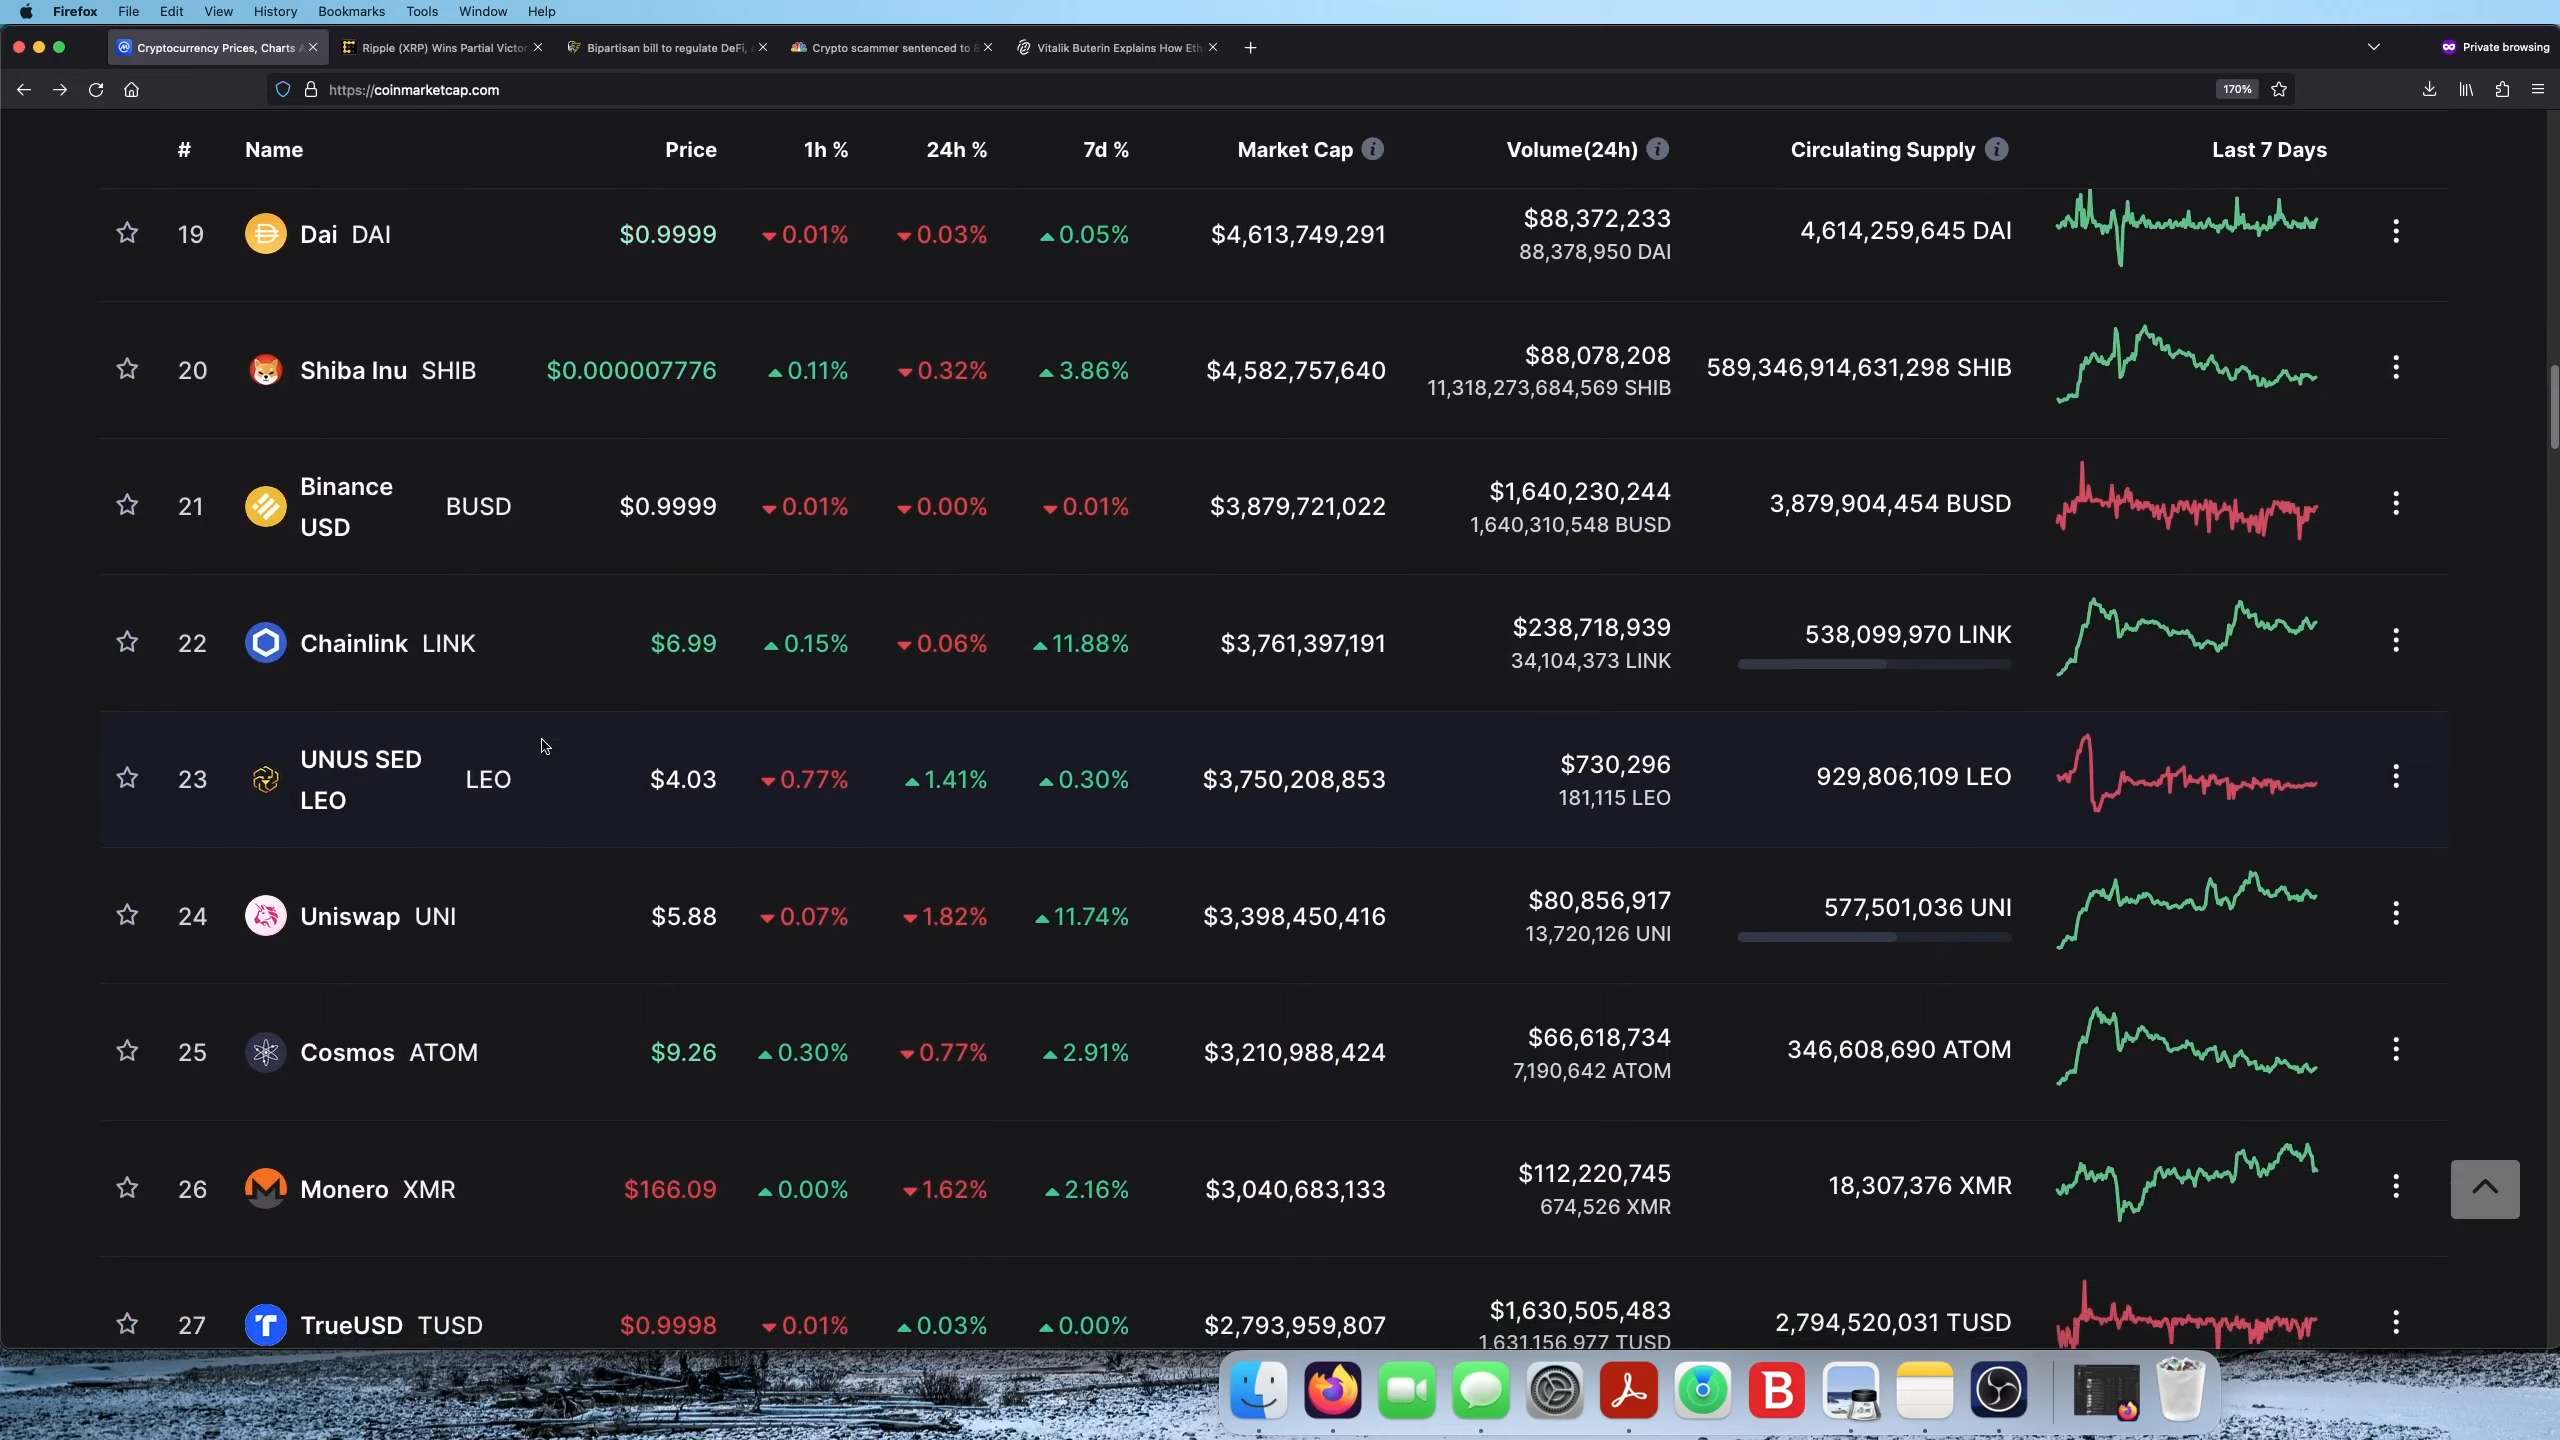 Firefox File Edit View History Bookmarks Tools Window Help
Cryptocurrency Prices, Charts Ripple (XRP) Wins Partial Victor Bipartisan bill to regulate DeFi, Crypto scammer sentenced to Vitalik Buterin Explains How Eth Private browsing
https://coinmarketcap.com 170%
# Name Price 1h % 24h % 7d % Market Cap Volume(24h) Circulating Supply Last 7 Days
19 Dai DAI $0.9999 0.01% 0.03% 0.05% $4,613,749,291 $88,372,233 4,614,259,645 DAI
88,378,950 DAI
20 Shiba Inu SHIB $0.000007776 0.11% 0.32% 3.86% $4,582,757,640 $88,078,208 589,346,914,631,298 SHIB
11,318,273,684,569 SHIB
21 Binance USD BUSD $0.9999 0.01% 0.00% 0.01% $3,879,721,022 $1,640,230,244 3,879,904,454 BUSD
1,640,310,548 BUSD
22 Chainlink LINK $6.99 0.15% 0.06% 11.88% $3,761,397,191 $238,718,939 538,099,970 LINK
34,104,373 LINK
23 UNUS SED LEO LEO $4.03 0.77% 1.41% 0.30% $3,750,208,853 $730,296 929,806,109 LEO
181,115 LEO
24 Uniswap UNI $5.88 0.07% 1.82% 11.74% $3,398,450,416 $80,856,917 577,501,036 UNI
13,720,126 UNI
25 Cosmos ATOM $9.26 0.30% 0.77% 2.91% $3,210,988,424 $66,618,734 346,608,690 ATOM
7,190,642 ATOM
26 Monero XMR $166.09 0.00% 1.62% 2.16% $3,040,683,133 $112,220,745 18,307,376 XMR
674,526 XMR
27 TrueUSD TUSD $0.9998 0.01% 0.03% 0.00% $2,793,959,807 $1,630,505,483 2,794,520,031 TUSD
1,631,156,977 TUSD